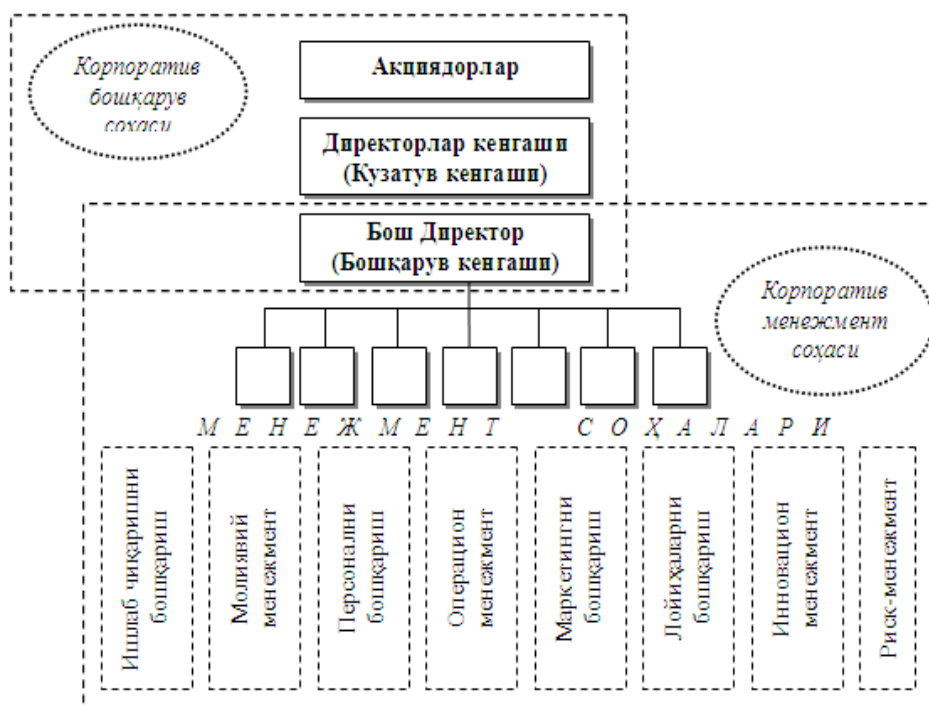 Корпоратив
бошқарув
соҳаси
Акциядорлар
Директорлар кенгаши
(Кузатув кенгаши)
Бош Директор
(Бошқарув кенгаши)
Корпоратив
менежмент
соҳаси
М Е Н Е Ж М Е Н Т С О Ҳ А Л А Р И
Ишлаб чиқаришни
бошқариш
Молиявий
менежмент
Персонални
бошқариш
Операцион
менежмент
Маркетингни
бошқариш
Лойиҳаларни
бошқариш
Инновацион
менежмент
Риск-менежмент